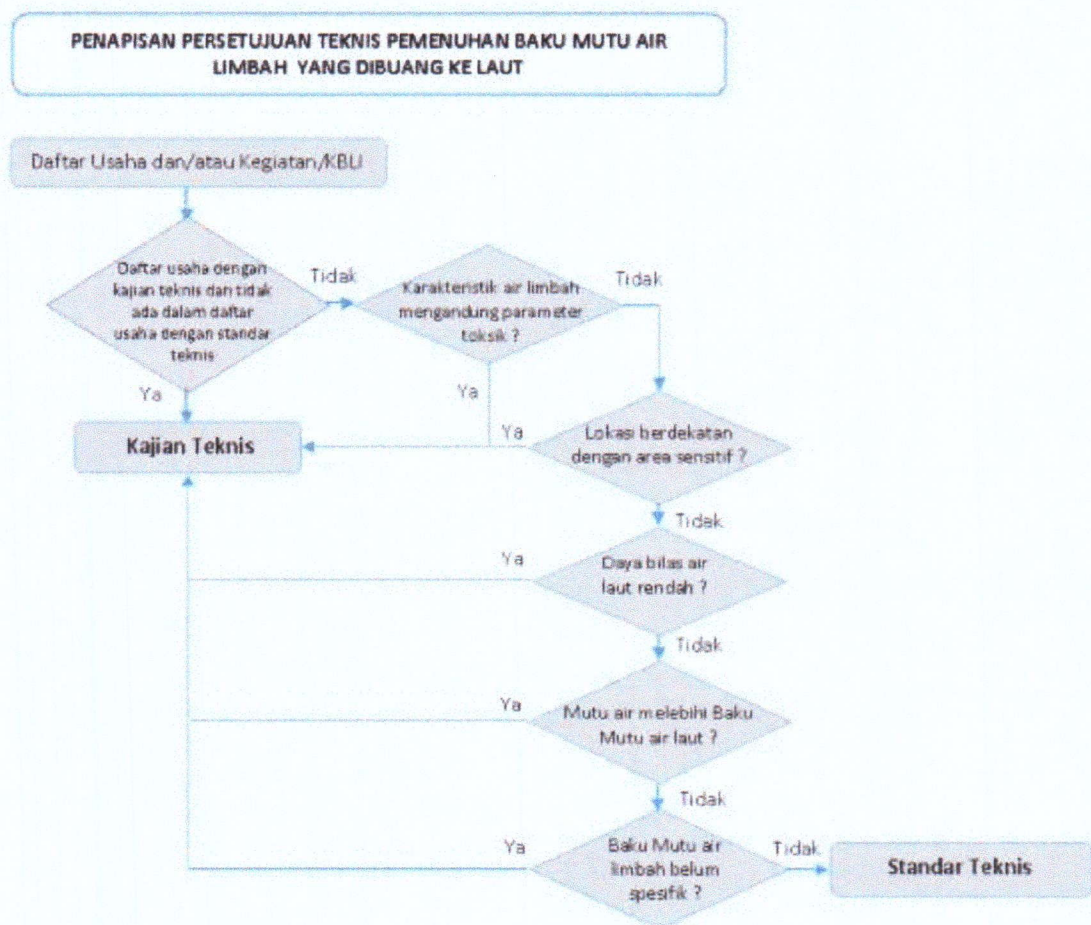 PENAPISAN PERSETUJUAN TEKNIS PEMENUHAN BAKU MUTU AIR
LIMBAH YANG DIBUANG KE LAUT
Daftar Usaha dan/atau Kegiatan/KBLI
Daftar usaha dengan
kajian teknis dan tidak
ada dalam daftar
usaha dengan standar
teknis
Tidak
Karakteristik air limbah
mengandung parameter
toksik ?
Tidak
Ya
Ya
Kajian Teknis
Ya
Lokasi berdekatan
dengan area sensitif ?
Tidak
Ya
Daya bilas air
laut rendah ?
Tidak
Ya
Mutu air melebihi Baku
Mutu air laut ?
Tidak
Ya
Baku Mutu air
limbah belum
spesifik ?
Tidak
Standar Teknis